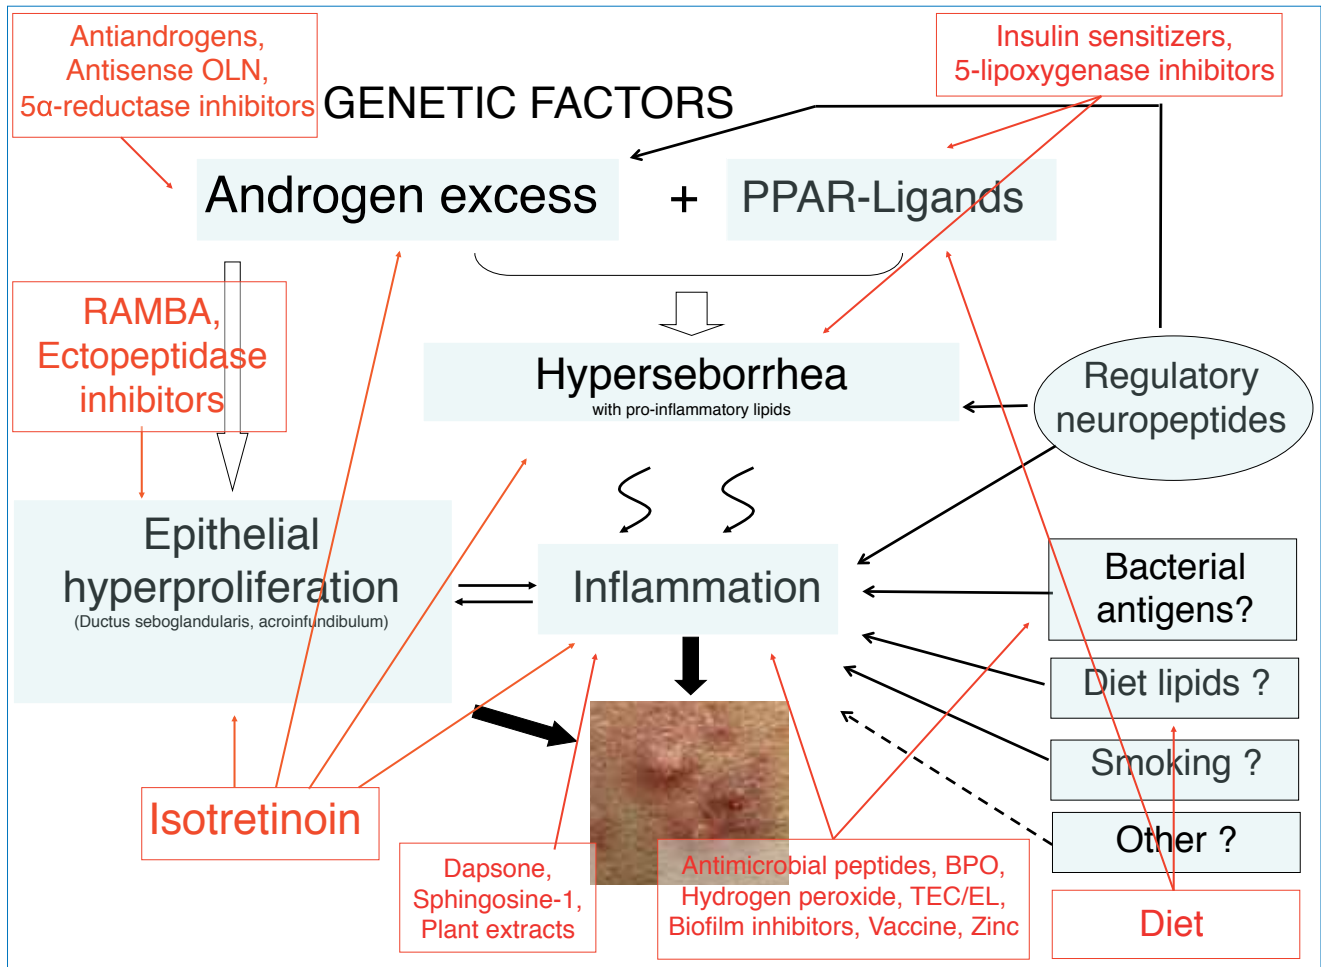 Antiandrogens,
Antisense OLN,
5α-reductase inhibitors
GENETIC FACTORS
Insulin sensitizers,
5-lipoxygenase inhibitors
Androgen excess
+
PPAR-Ligands
RAMBA,
Ectopeptidase
inhibitors
Hyperseborrhea
with pro-inflammatory lipids
Regulatory
neuropeptides
Epithelial
hyperproliferation
(Ductus seboglandularis, acroinfundibulum)
Inflammation
Bacterial
antigens?
Diet lipids ?
Smoking ?
Other ?
Isotretinoin
Dapsone,
Sphingosine-1,
Plant extracts
Antimicrobial peptides, BPO,
Hydrogen peroxide, TEC/EL,
Biofilm inhibitors, Vaccine, Zinc
Diet